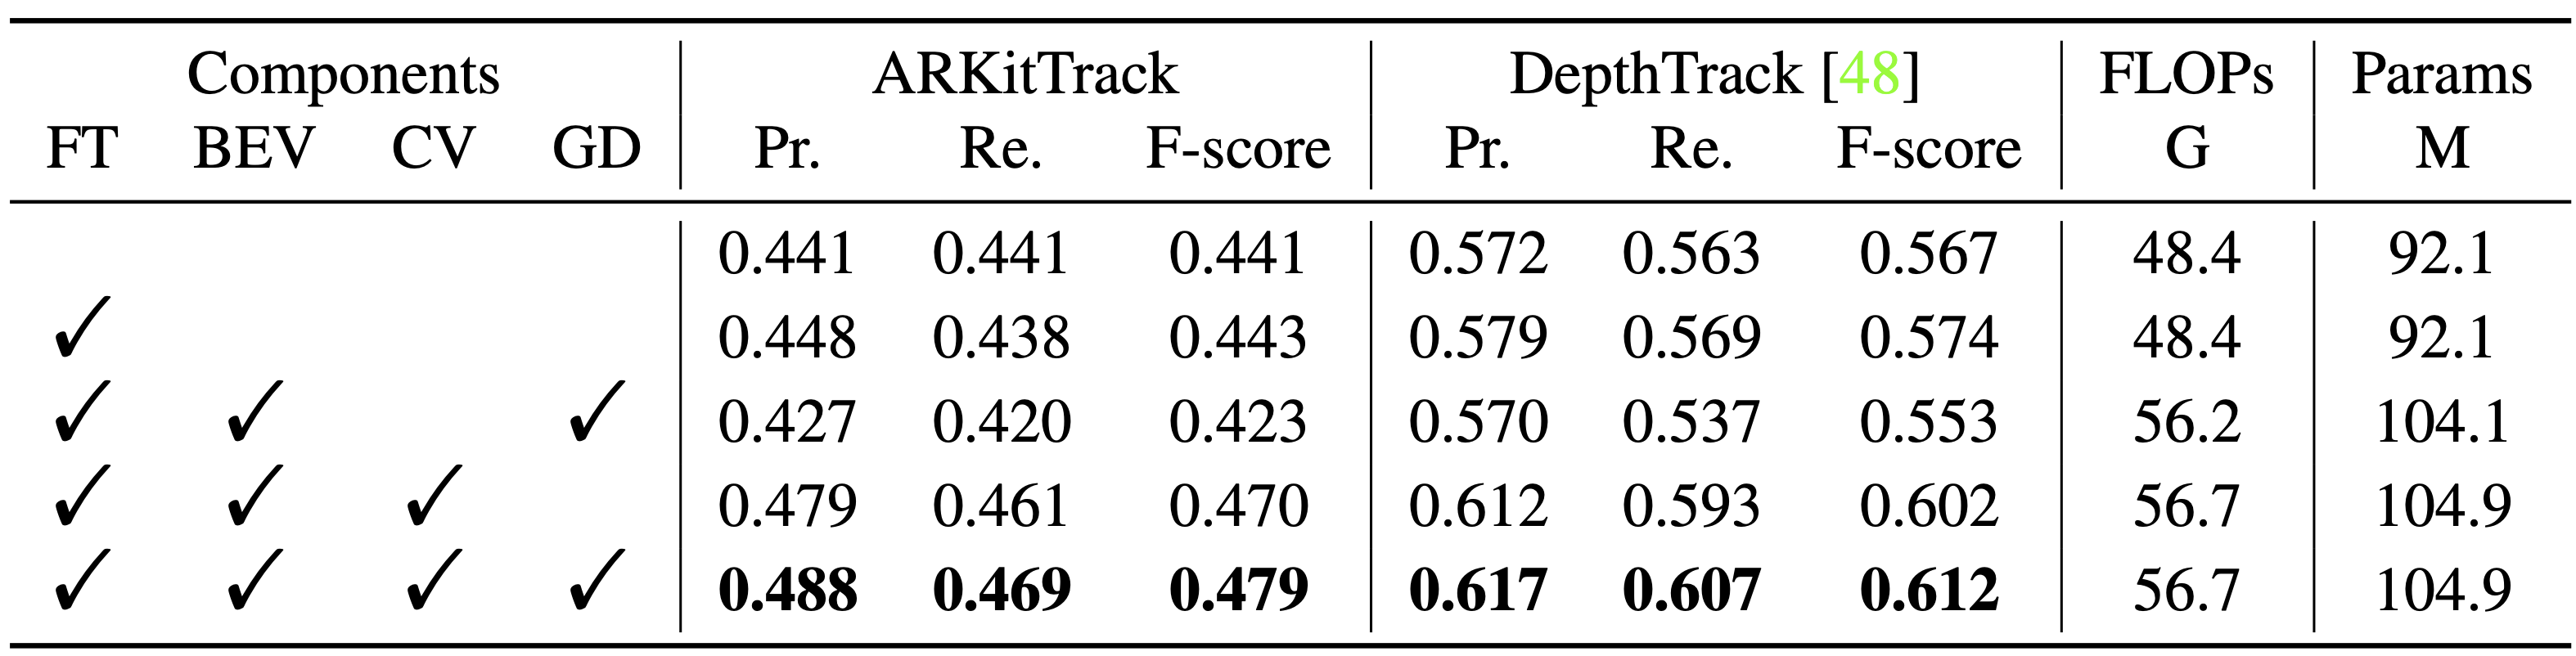 Components ARKitTrack DepthTrack [48] FLOPs Params
FT BEV CV GD Pr. Re. F-score Pr. Re. F-score G M
0.441 0.441 0.441 0.572 0.563 0.567 48.4 92.1
✓ 0.448 0.438 0.443 0.579 0.569 0.574 48.4 92.1
✓ ✓ ✓ 0.427 0.420 0.423 0.570 0.537 0.553 56.2 104.1
✓ ✓ ✓ 0.479 0.461 0.470 0.612 0.593 0.602 56.7 104.9
✓ ✓ ✓ ✓ 0.488 0.469 0.479 0.617 0.607 0.612 56.7 104.9